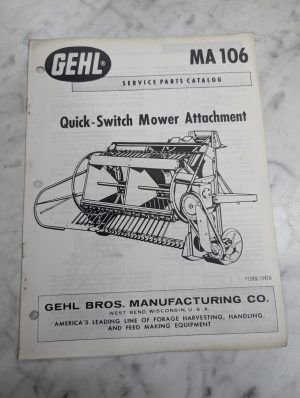 GEHL
MA 106
SERVICE PARTS CATALOG
Quick-Switch Mower Attachment
GEHL BROS. MANUFACTURING CO.
WEST BEND, WISCONSIN, U.S.A.
AMERICA'S LEADING LINE OF FORAGE HARVESTING, HANDLING,
AND FEED MAKING EQUIPMENT